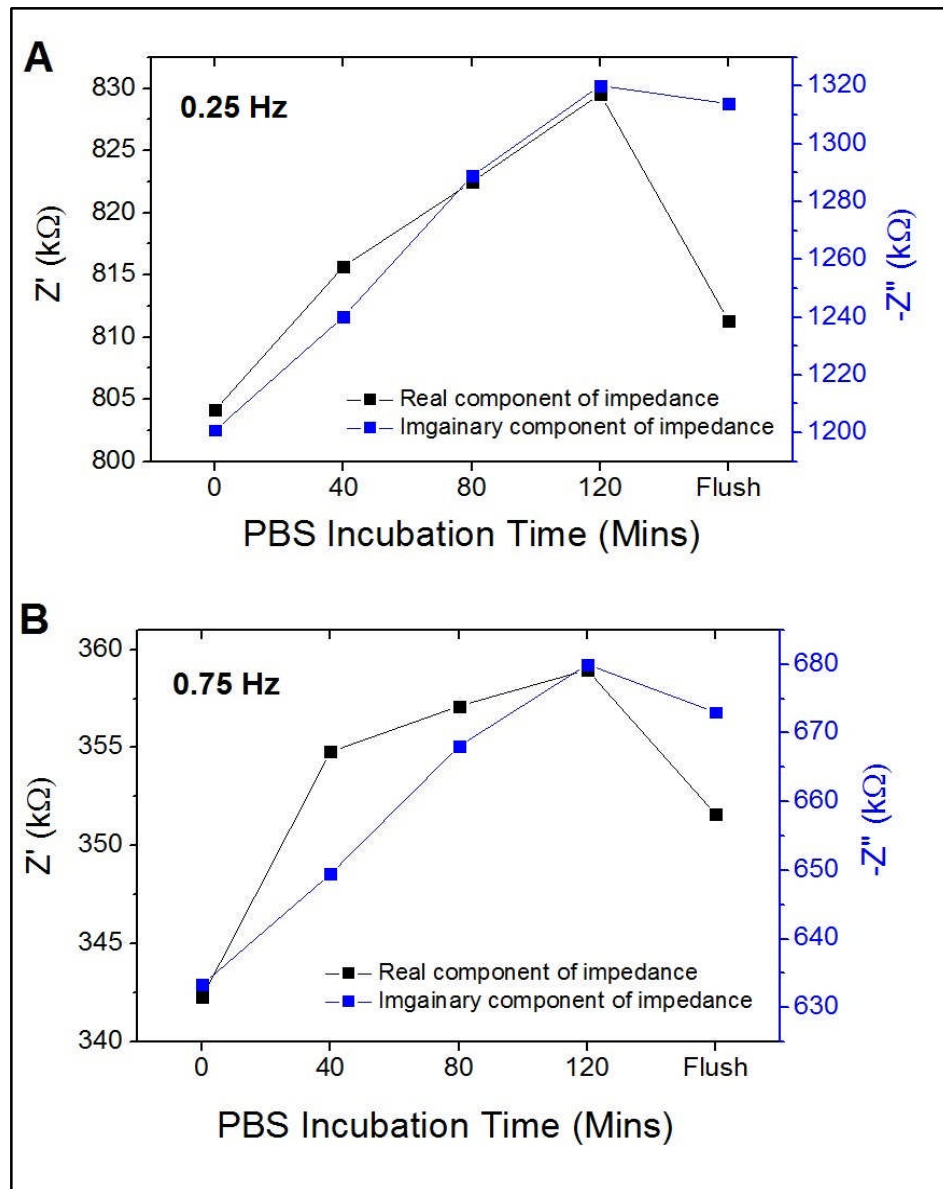 A
0.25 Hz
Z' (kΩ)
830
825
820
815
810
805
800
-Z" (kΩ)
1320
1300
1280
1260
1240
1220
1200
Real component of impedance
Imgainary component of impedance
0 40 80 120 Flush
PBS Incubation Time (Mins)
B
0.75 Hz
Z' (kΩ)
360
355
350
345
340
-Z" (kΩ)
680
670
660
650
640
630
Real component of impedance
Imgainary component of impedance
0 40 80 120 Flush
PBS Incubation Time (Mins)